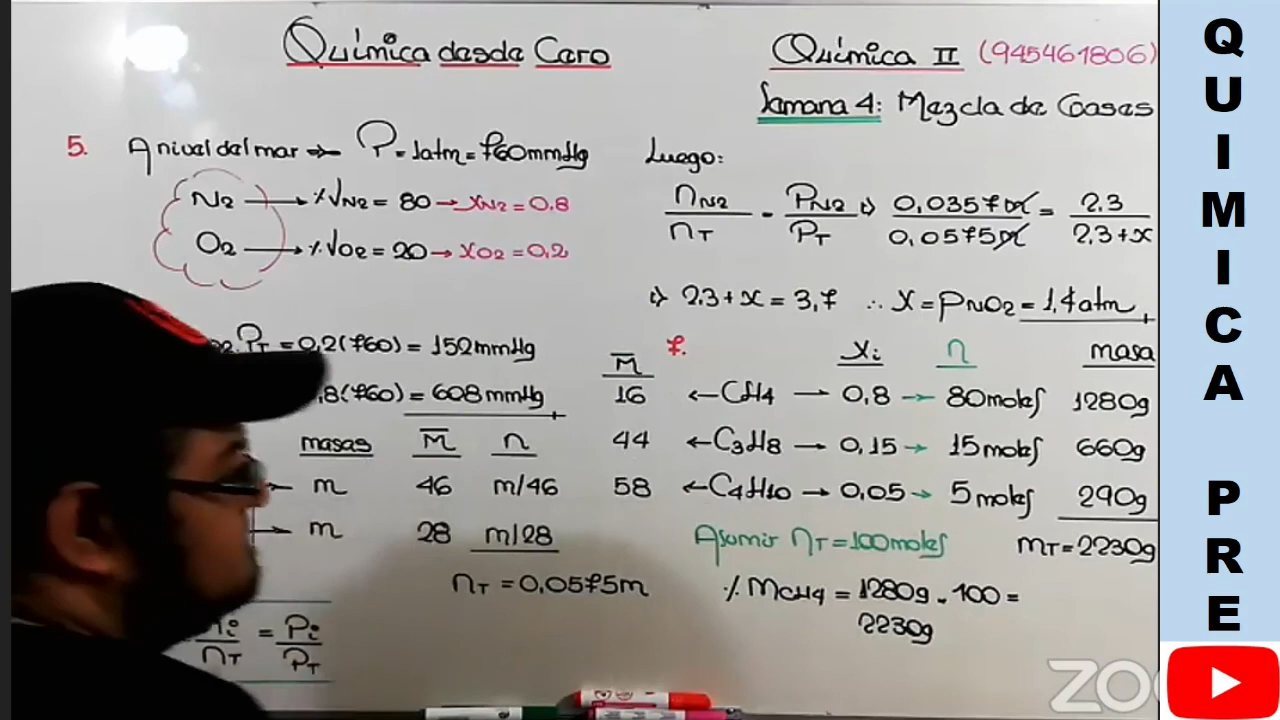 Química desde Cero
Química II (945461806)
Semana 4: Mezcla de Gases
5. A nivel del mar → P = 1atm = 760mmHg
N2 → %VN2 = 80 → XN2 = 0.8
O2 → %VO2 = 20 → XO2 = 0,2
PT = 0,2(760) = 152mmHg
,8(760) = 608mmHg
masas M̅ n
m 46 m/46
m 28 m/28
nT = 0,0575m
ni/nT = Pi/PT
Luego:
nN2/nT = PN2/PT ⇒ 0,0357m/0,0575m = 2.3/2.3+x
⇒ 2.3+x = 3,7 ∴ X = PNO2 = 1,4atm
7. M̅ Xi n masa
16 ← CH4 → 0,8 → 80moles 1280g
44 ← C3H8 → 0,15 → 15moles 660g
58 ← C4H10 → 0,05 → 5moles 290g
Asumir nT = 100moles mT = 2230g
% MCH4 = 1280g/2230g . 100 =
QUIMICA PRE
ZOO